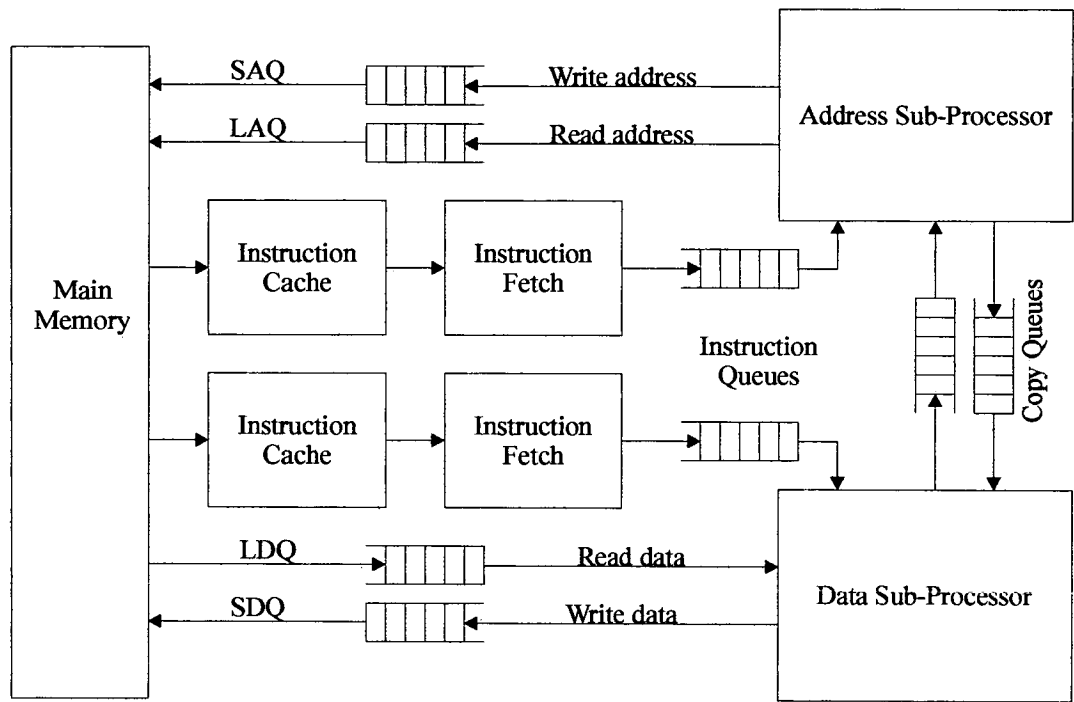 SAQ
Write address
LAQ
Read address
Address Sub-Processor
Instruction
Cache
Instruction
Fetch
Main
Memory
Instruction
Queues
Copy Queues
Instruction
Cache
Instruction
Fetch
LDQ
Read data
SDQ
Write data
Data Sub-Processor